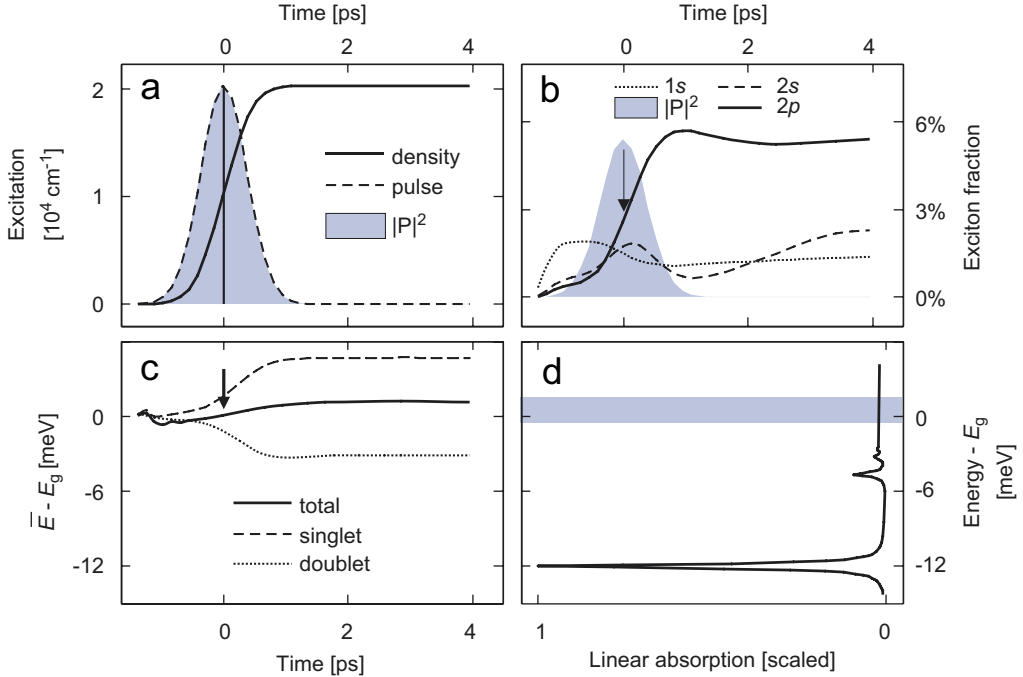 Time [ps]
Time [ps]
0
2
4
0
2
4
a
2
1
0
Excitation
[10⁴ cm⁻¹]
density
pulse
|P|²
b
1s
2s
|P|²
2p
6%
3%
0%
Exciton fraction
c
0
-6
-12
E̅ - E_g [meV]
total
singlet
doublet
d
0
-6
-12
Energy - E_g
[meV]
0
2
4
1
0
Time [ps]
Linear absorption [scaled]